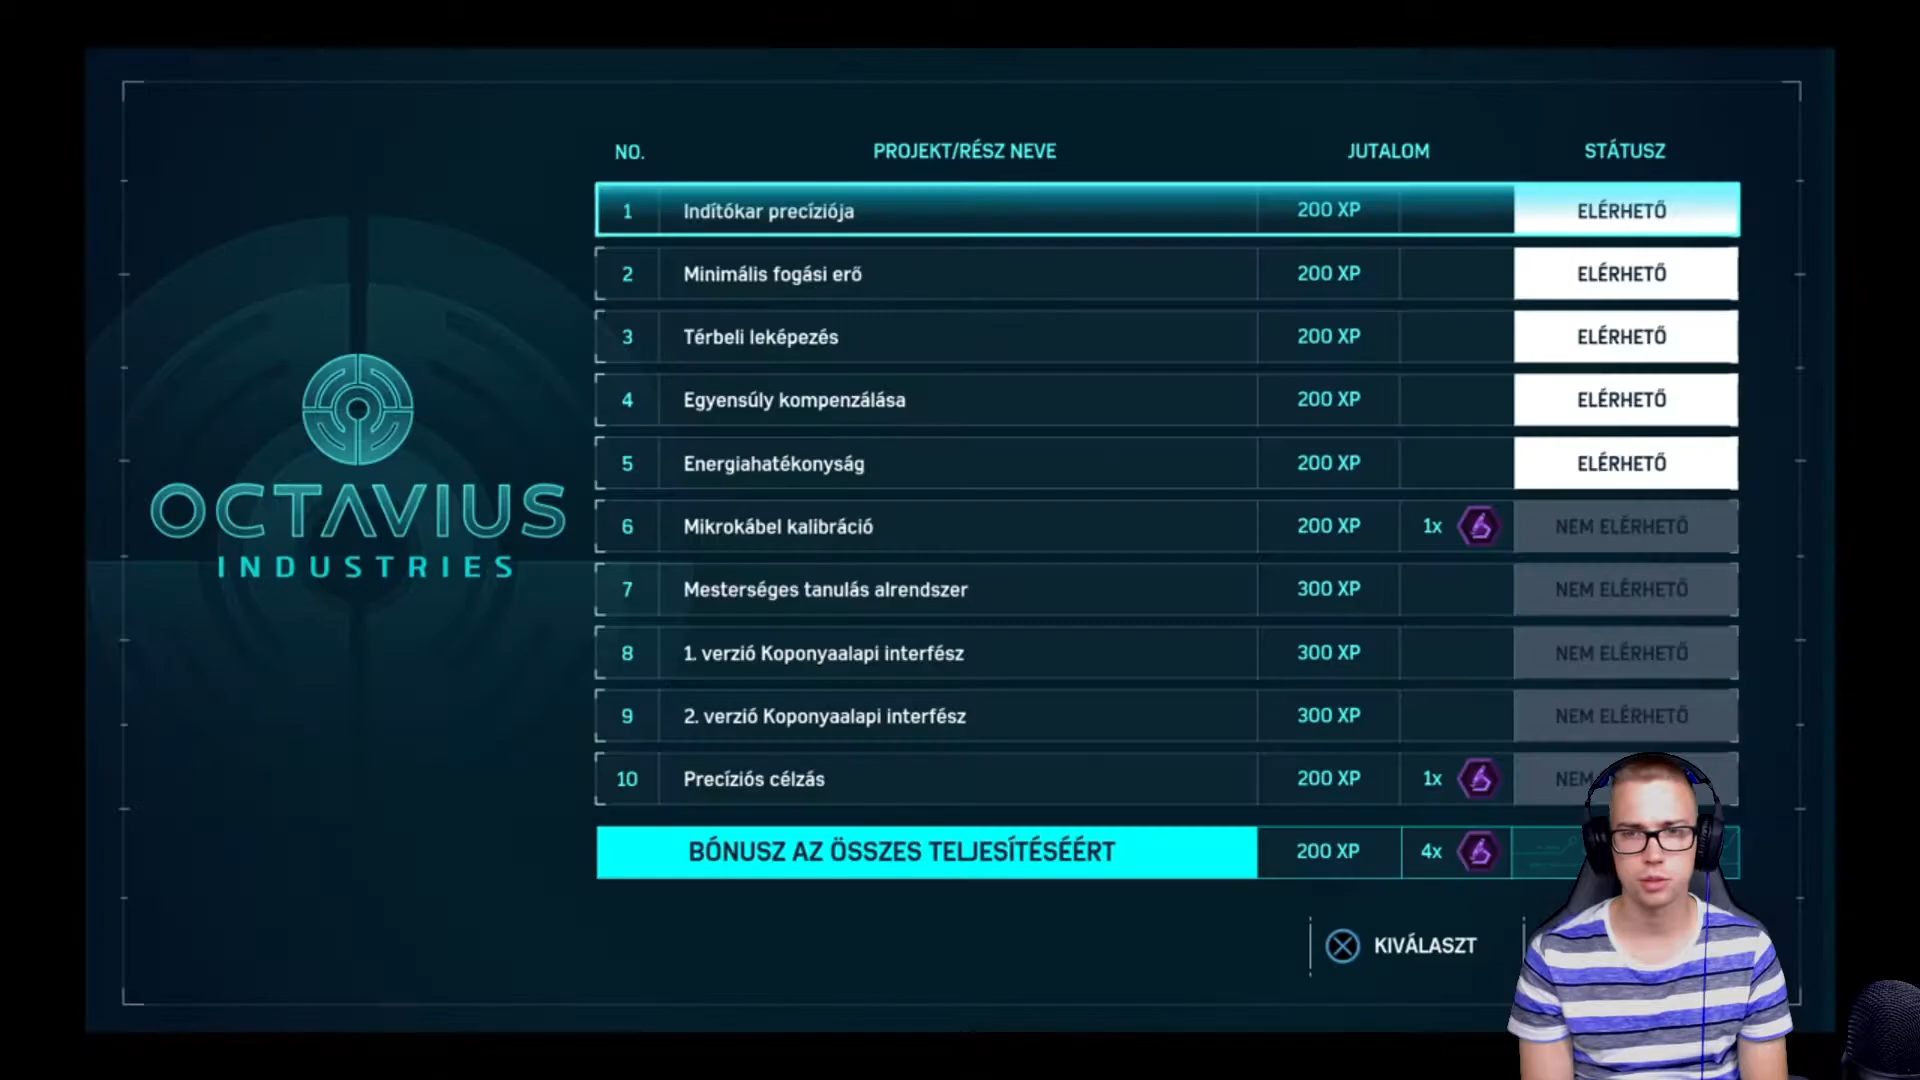 OCTAVIUS
INDUSTRIES
NO. PROJEKT/RÉSZ NEVE JUTALOM STÁTUSZ
1 Indítókar precíziója 200 XP ELÉRHETŐ
2 Minimális fogási erő 200 XP ELÉRHETŐ
3 Térbeli leképezés 200 XP ELÉRHETŐ
4 Egyensúly kompenzálása 200 XP ELÉRHETŐ
5 Energiahatékonyság 200 XP ELÉRHETŐ
6 Mikrokábel kalibráció 200 XP 1x NEM ELÉRHETŐ
7 Mesterséges tanulás alrendszer 300 XP NEM ELÉRHETŐ
8 1. verzió Koponyaalapi interfész 300 XP NEM ELÉRHETŐ
9 2. verzió Koponyaalapi interfész 300 XP NEM ELÉRHETŐ
10 Precíziós célzás 200 XP 1x NEM
BÓNUSZ AZ ÖSSZES TELJESÍTÉSÉÉRT 200 XP 4x
KIVÁLASZT